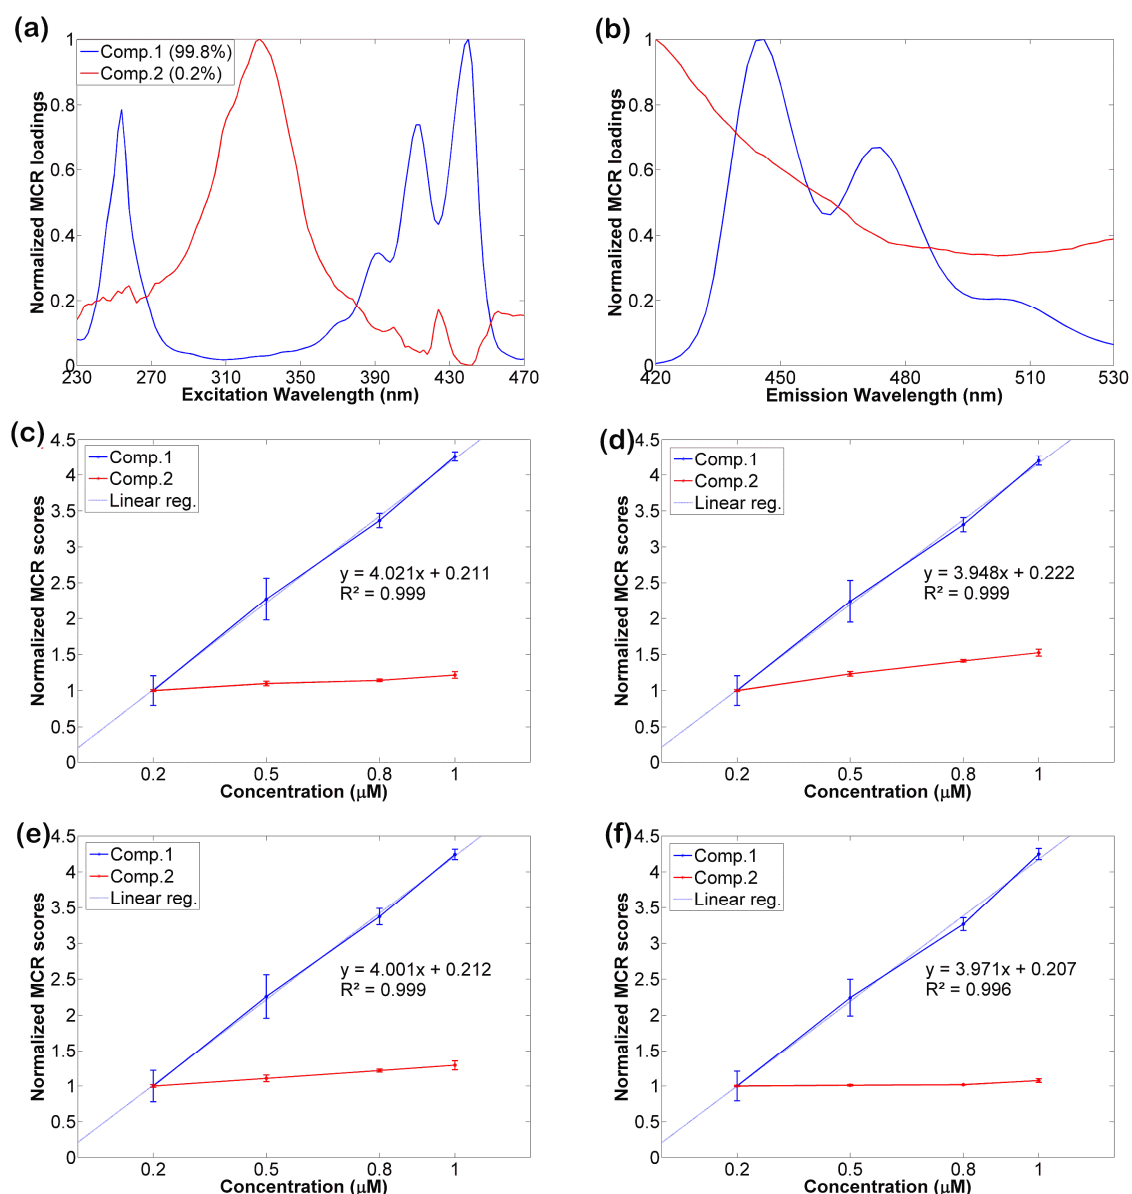 (a)
1
0.8
0.6
0.4
0.2
0
Normalized MCR loadings
Comp.1 (99.8%)
Comp.2 (0.2%)
230 270 310 350 390 430 470
Excitation Wavelength (nm)
(b)
1
0.8
0.6
0.4
0.2
0
Normalized MCR loadings
420 450 480 510 530
Emission Wavelength (nm)
(c)
4.5
4
3.5
3
2.5
2
1.5
1
0.5
0
Normalized MCR scores
Comp.1
Comp.2
Linear reg.
y = 4.021x + 0.211
R² = 0.999
0.2 0.5 0.8 1
Concentration (μM)
(d)
4.5
4
3.5
3
2.5
2
1.5
1
0.5
0
Normalized MCR scores
Comp.1
Comp.2
Linear reg.
y = 3.948x + 0.222
R² = 0.999
0.2 0.5 0.8 1
Concentration (μM)
(e)
4.5
4
3.5
3
2.5
2
1.5
1
0.5
0
Normalized MCR scores
Comp.1
Comp.2
Linear reg.
y = 4.001x + 0.212
R² = 0.999
0.2 0.5 0.8 1
Concentration (μM)
(f)
4.5
4
3.5
3
2.5
2
1.5
1
0.5
0
Normalized MCR scores
Comp.1
Comp.2
Linear reg.
y = 3.971x + 0.207
R² = 0.996
0.2 0.5 0.8 1
Concentration (μM)